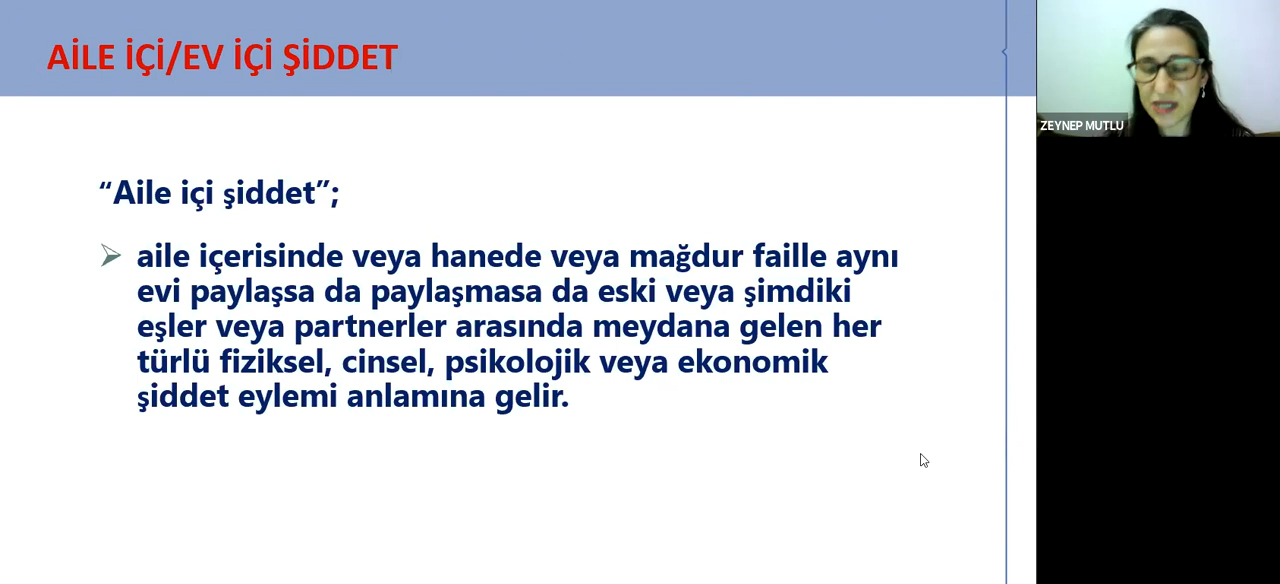 AİLE İÇİ/EV İÇİ ŞİDDET
“Aile içi şiddet”;
aile içerisinde veya hanede veya mağdur faille aynı
evi paylaşsa da paylaşmasa da eski veya şimdiki
eşler veya partnerler arasında meydana gelen her
türlü fiziksel, cinsel, psikolojik veya ekonomik
şiddet eylemi anlamına gelir.
ZEYNEP MUTLU